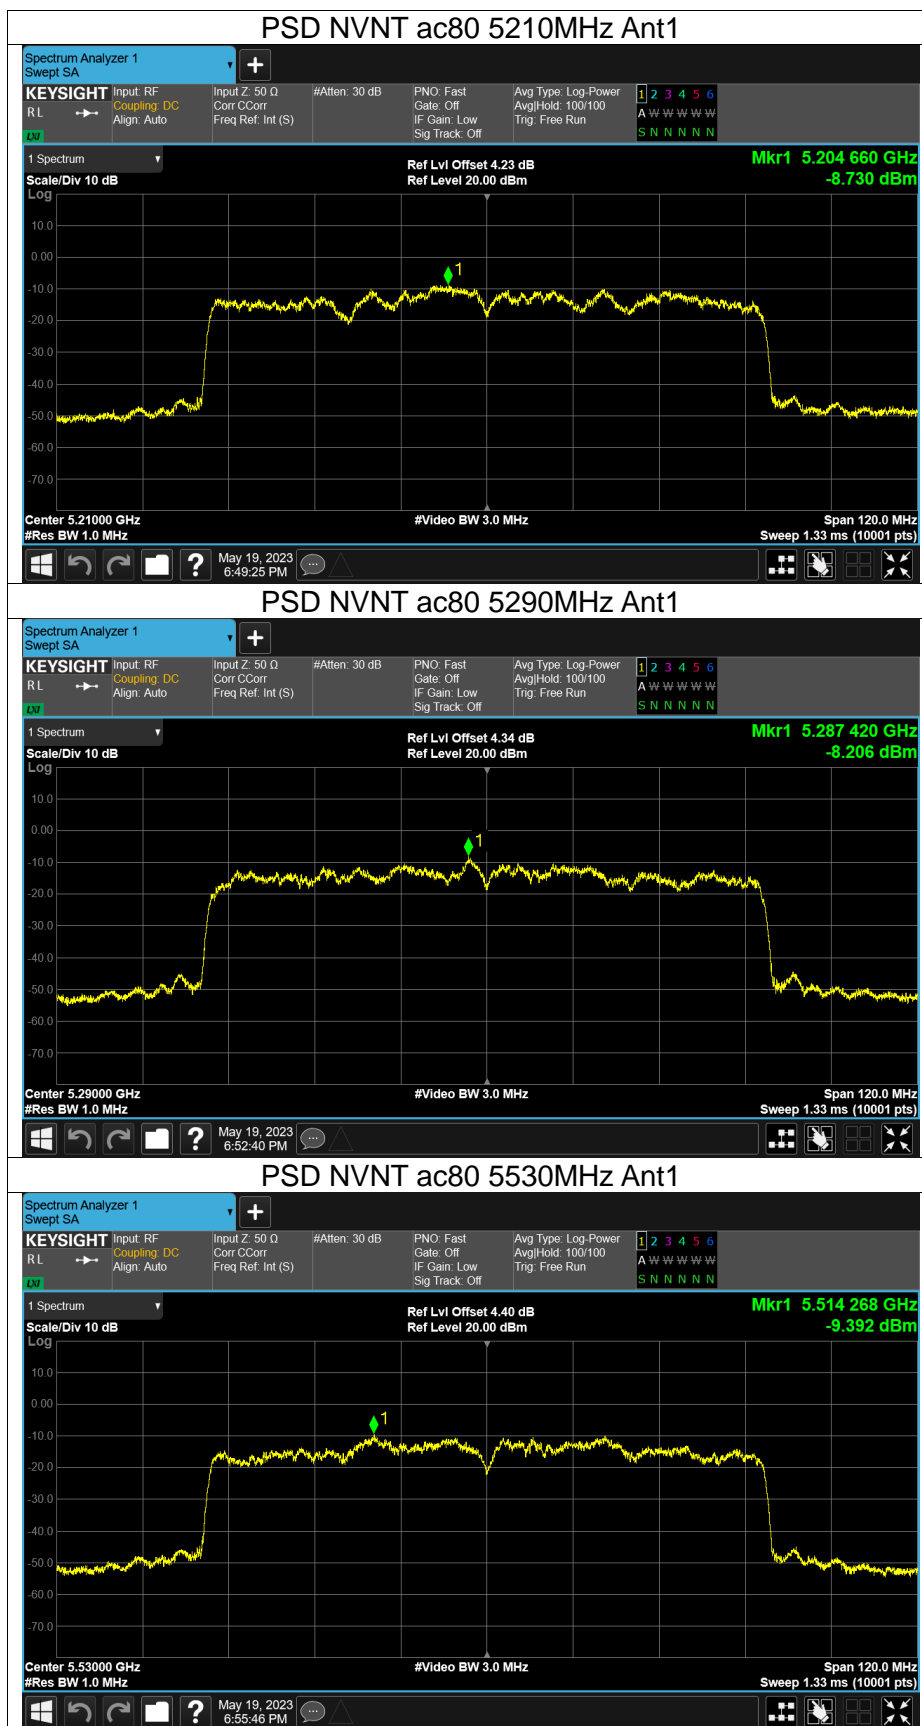 PSD NVNT ac80 5210MHz Ant1
Spectrum Analyzer 1
Swept SA
KEYSIGHT
R L
LXI
Input: RF
Coupling: DC
Align: Auto
Input Z: 50 Ω
Corr CCorr
Freq Ref: Int (S)
#Atten: 30 dB
PNO: Fast
Gate: Off
IF Gain: Low
Sig Track: Off
Avg Type: Log-Power
Avg|Hold: 100/100
Trig: Free Run
1 2 3 4 5 6
A W W W W W
S N N N N N
1 Spectrum
Scale/Div 10 dB
Ref Lvl Offset 4.23 dB
Ref Level 20.00 dBm
Mkr1 5.204 660 GHz
-8.730 dBm
Log
10.0
0.00
-10.0
-20.0
-30.0
-40.0
-50.0
-60.0
-70.0
1
Center 5.21000 GHz
#Res BW 1.0 MHz
#Video BW 3.0 MHz
Span 120.0 MHz
Sweep 1.33 ms (10001 pts)
May 19, 2023
6:49:25 PM
PSD NVNT ac80 5290MHz Ant1
Spectrum Analyzer 1
Swept SA
KEYSIGHT
R L
LXI
Input: RF
Coupling: DC
Align: Auto
Input Z: 50 Ω
Corr CCorr
Freq Ref: Int (S)
#Atten: 30 dB
PNO: Fast
Gate: Off
IF Gain: Low
Sig Track: Off
Avg Type: Log-Power
Avg|Hold: 100/100
Trig: Free Run
1 2 3 4 5 6
A W W W W W
S N N N N N
1 Spectrum
Scale/Div 10 dB
Ref Lvl Offset 4.34 dB
Ref Level 20.00 dBm
Mkr1 5.287 420 GHz
-8.206 dBm
Log
10.0
0.00
-10.0
-20.0
-30.0
-40.0
-50.0
-60.0
-70.0
1
Center 5.29000 GHz
#Res BW 1.0 MHz
#Video BW 3.0 MHz
Span 120.0 MHz
Sweep 1.33 ms (10001 pts)
May 19, 2023
6:52:40 PM
PSD NVNT ac80 5530MHz Ant1
Spectrum Analyzer 1
Swept SA
KEYSIGHT
R L
LXI
Input: RF
Coupling: DC
Align: Auto
Input Z: 50 Ω
Corr CCorr
Freq Ref: Int (S)
#Atten: 30 dB
PNO: Fast
Gate: Off
IF Gain: Low
Sig Track: Off
Avg Type: Log-Power
Avg|Hold: 100/100
Trig: Free Run
1 2 3 4 5 6
A W W W W W
S N N N N N
1 Spectrum
Scale/Div 10 dB
Ref Lvl Offset 4.40 dB
Ref Level 20.00 dBm
Mkr1 5.514 268 GHz
-9.392 dBm
Log
10.0
0.00
-10.0
-20.0
-30.0
-40.0
-50.0
-60.0
-70.0
1
Center 5.53000 GHz
#Res BW 1.0 MHz
#Video BW 3.0 MHz
Span 120.0 MHz
Sweep 1.33 ms (10001 pts)
May 19, 2023
6:55:46 PM